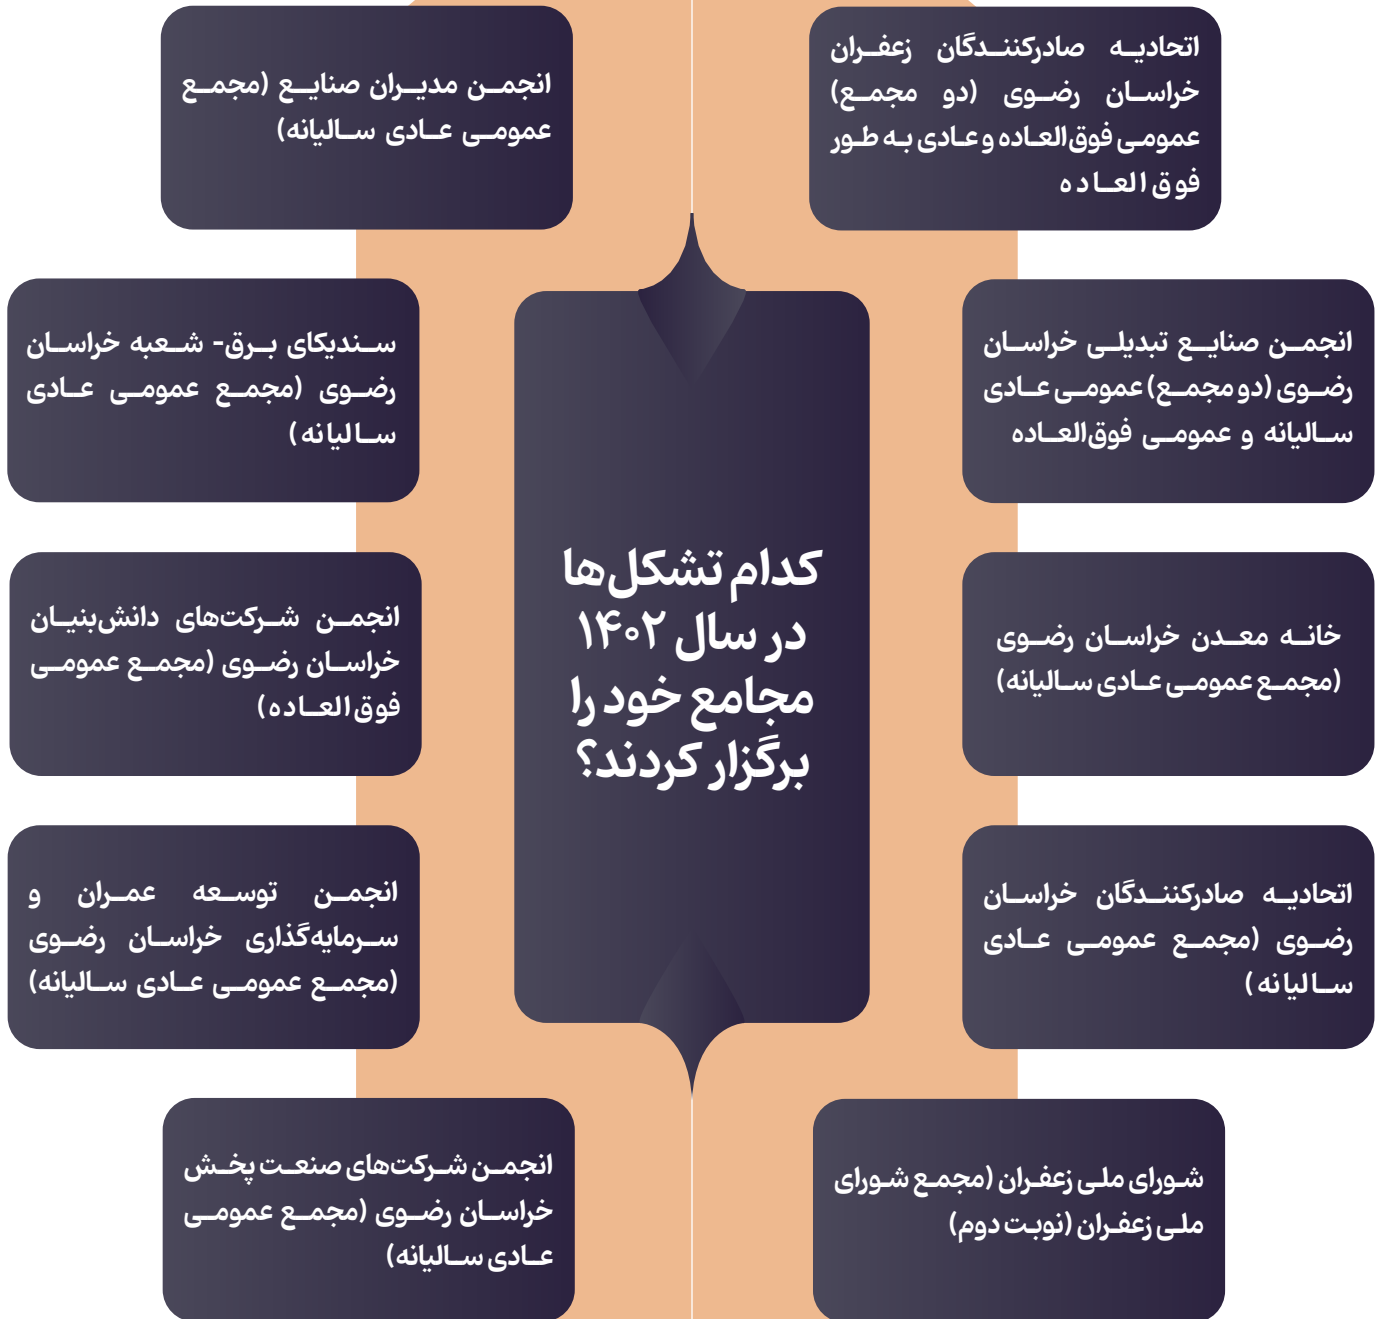 اتحادیه صادرکنندگان زعفران
خراسان رضوی (دو مجمع)
عمومی فوق‌العاده و عادی به طور
فوق العاده
انجمن مدیران صنایع (مجمع
عمومی عادی سالیانه)
انجمن صنایع تبدیلی خراسان
رضوی (دو مجمع) عمومی عادی
سالیانه و عمومی فوق‌العاده
سندیکای برق- شعبه خراسان
رضوی (مجمع عمومی عادی
سالیانه)
کدام تشکل‌ها
در سال ۱۴۰۲
مجامع خود را
برگزار کردند؟
خانه معدن خراسان رضوی
(مجمع عمومی عادی سالیانه)
انجمن شرکت‌های دانش‌بنیان
خراسان رضوی (مجمع عمومی
فوق العاده)
اتحادیه صادرکنندگان خراسان
رضوی (مجمع عمومی عادی
سالیانه)
انجمن توسعه عمران و
سرمایه‌گذاری خراسان رضوی
(مجمع عمومی عادی سالیانه)
شورای ملی زعفران (مجمع شورای
ملی زعفران (نوبت دوم)
انجمن شرکت‌های صنعت پخش
خراسان رضوی (مجمع عمومی
عادی سالیانه)